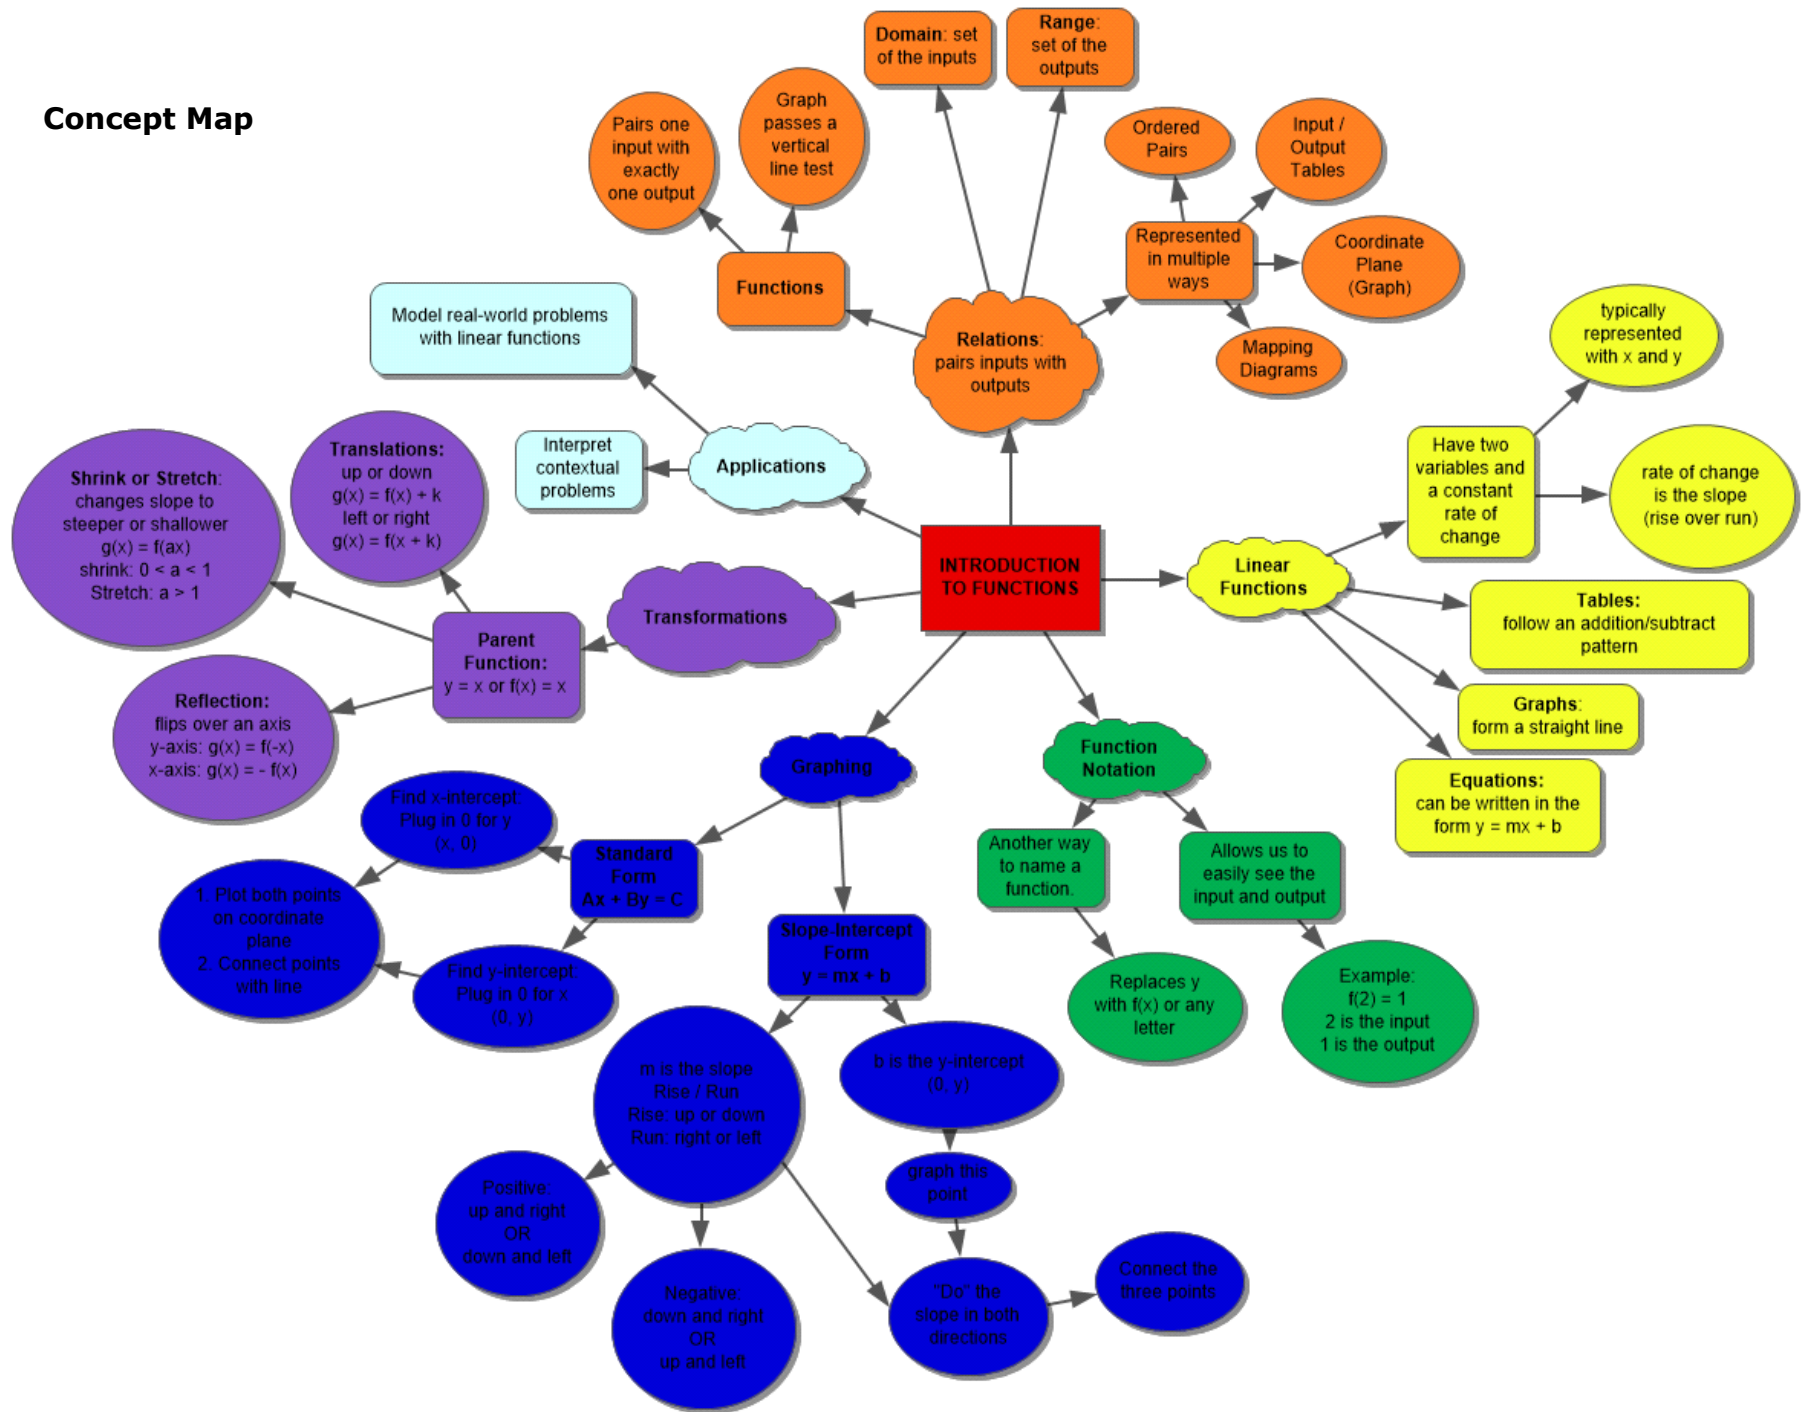 Concept Map
Domain: set
of the inputs
Range:
set of the
outputs
Pairs one
input with
exactly
one output
Graph
passes a
vertical
line test
Ordered
Pairs
Input /
Output
Tables
Represented
in multiple
ways
Coordinate
Plane
(Graph)
Mapping
Diagrams
Functions
Relations:
pairs inputs with
outputs
Model real-world problems
with linear functions
Interpret
contextual
problems
Applications
typically
represented
with x and y
Have two
variables and
a constant
rate of
change
rate of change
is the slope
(rise over run)
Linear
Functions
Tables:
follow an addition/subtract
pattern
Graphs:
form a straight line
Equations:
can be written in the
form y = mx + b
INTRODUCTION
TO FUNCTIONS
Translations:
up or down
g(x) = f(x) + k
left or right
g(x) = f(x + k)
Shrink or Stretch:
changes slope to
steeper or shallower
g(x) = f(ax)
shrink: 0 < a < 1
Stretch: a > 1
Transformations
Parent
Function:
y = x or f(x) = x
Reflection:
flips over an axis
y-axis: g(x) = f(-x)
x-axis: g(x) = - f(x)
Graphing
Function
Notation
Find x-intercept:
Plug in 0 for y
(x, 0)
Standard
Form
Ax + By = C
1. Plot both points
on coordinate
plane
2. Connect points
with line
Find y-intercept:
Plug in 0 for x
(0, y)
Slope-Intercept
Form
y = mx + b
Another way
to name a
function.
Allows us to
easily see the
input and output
Replaces y
with f(x) or any
letter
Example:
f(2) = 1
2 is the input
1 is the output
m is the slope
Rise / Run
Rise: up or down
Run: right or left
b is the y-intercept
(0, y)
graph this
point
Positive:
up and right
OR
down and left
Negative:
down and right
OR
up and left
"Do" the
slope in both
directions
Connect the
three points